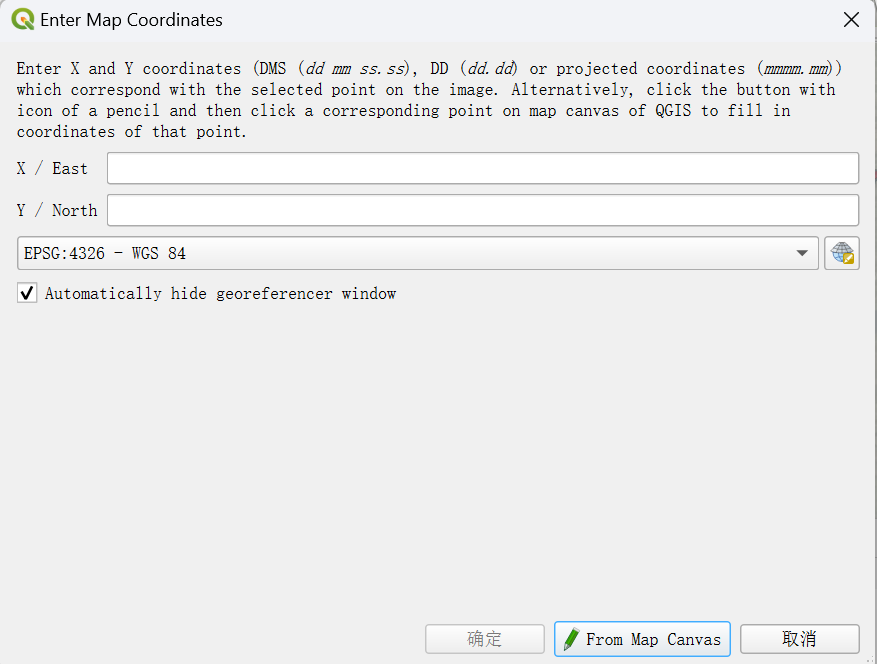 Enter Map Coordinates
Enter X and Y coordinates (DMS (dd mm ss.ss), DD (dd.dd) or projected coordinates (mmmm.mm))
which correspond with the selected point on the image. Alternatively, click the button with
icon of a pencil and then click a corresponding point on map canvas of QGIS to fill in
coordinates of that point.
X / East
Y / North
EPSG:4326 - WGS 84
Automatically hide georeferencer window
确定 From Map Canvas 取消